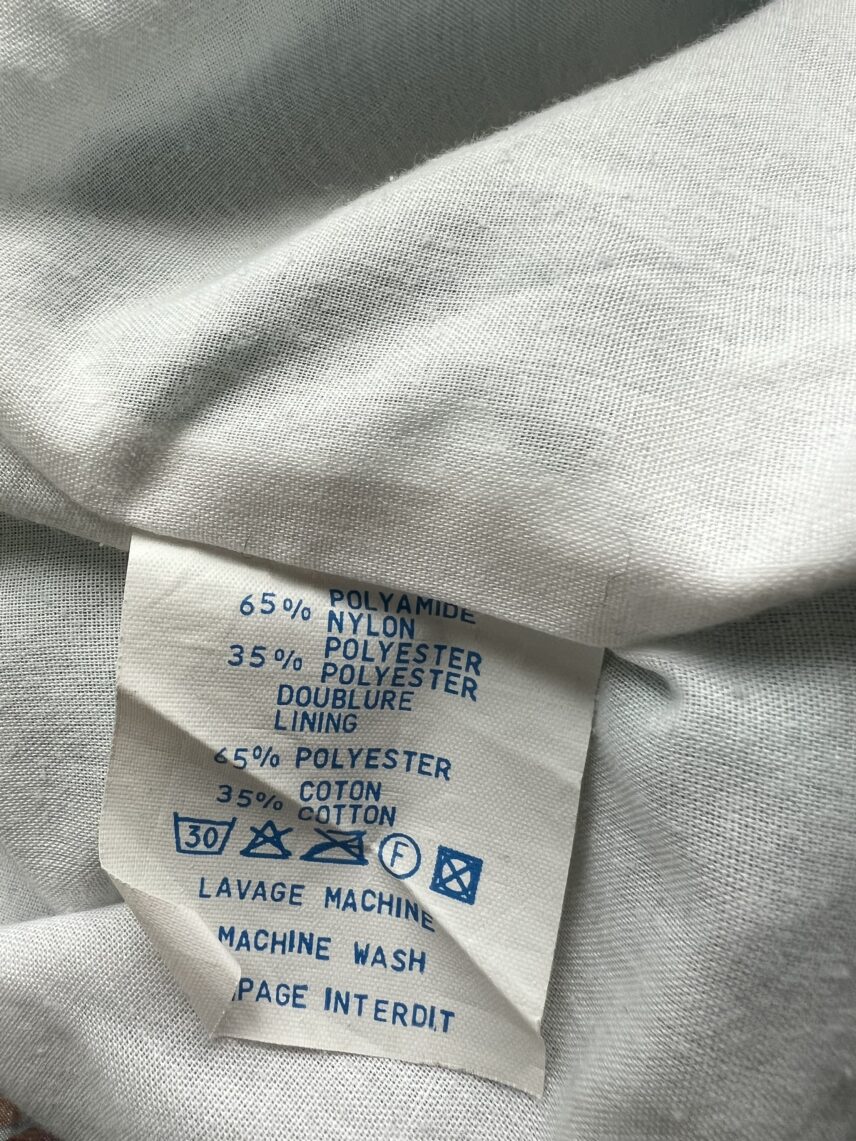 65% POLYAMIDE
NYLON
35% POLYESTER
POLYESTER
DOUBLURE
LINING
65% POLYESTER
35% COTON
COTTON
30 F
LAVAGE MACHINE
MACHINE WASH
INTERDIT